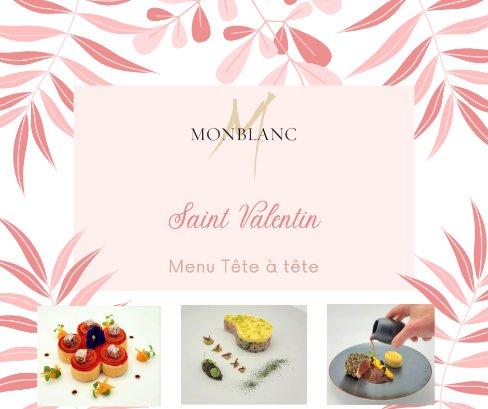 M
MONBLANC
Saint Valentin
Menu Tête à tête